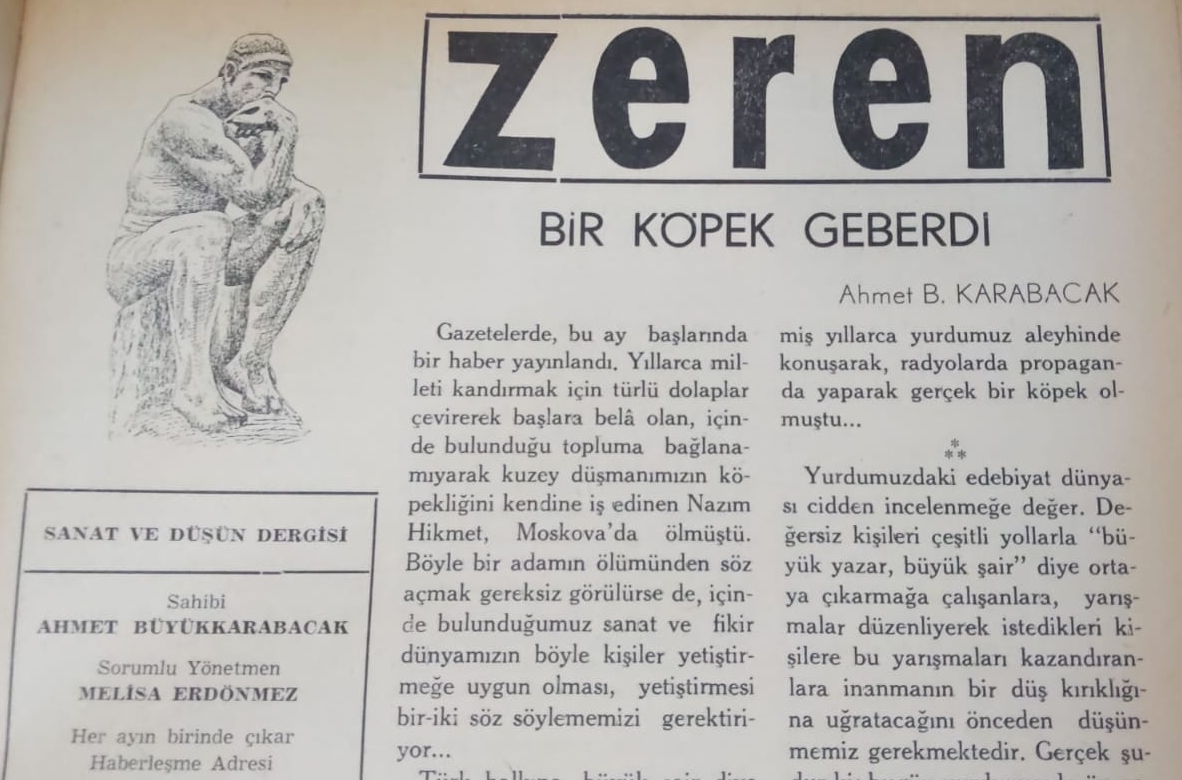 zeren
BİR KÖPEK GEBERDİ
Ahmet B. KARABACAK
Gazetelerde, bu ay başlarında
bir haber yayınlandı. Yıllarca mil-
leti kandırmak için türlü dolaplar
çevirerek başlara belâ olan, için-
de bulunduğu topluma bağlana-
mıyarak kuzey düşmanımızın kö-
pekliğini kendine iş edinen Nazım
Hikmet, Moskova'da ölmüştü.
Böyle bir adamın ölümünden söz
açmak gereksiz görülürse de, için-
de bulunduğumuz sanat ve fikir
dünyamızın böyle kişiler yetiştir-
meğe uygun olması, yetiştirmesi
bir-iki söz söylememizi gerektiri-
yor...
miş yıllarca yurdumuz aleyhinde
konuşarak, radyolarda propagan-
da yaparak gerçek bir köpek ol-
muştu...
***
Yurdumuzdaki edebiyat dünya-
sı cidden incelenmeğe değer. De-
ğersiz kişileri çeşitli yollarla "bü-
yük yazar, büyük şair" diye orta-
ya çıkarmağa çalışanlara, yarış-
malar düzenliyerek istedikleri ki-
şilere bu yarışmaları kazandıran-
lara inanmanın bir düş kırıklığı-
na uğratacağını önceden düşün-
memiz gerekmektedir. Gerçek şu-
SANAT VE DÜŞÜN DERGİSİ
Sahibi
AHMET BÜYÜKKARABACAK
Sorumlu Yönetmen
MELİSA ERDÖNMEZ
Her ayın birinde çıkar
Haberleşme Adresi